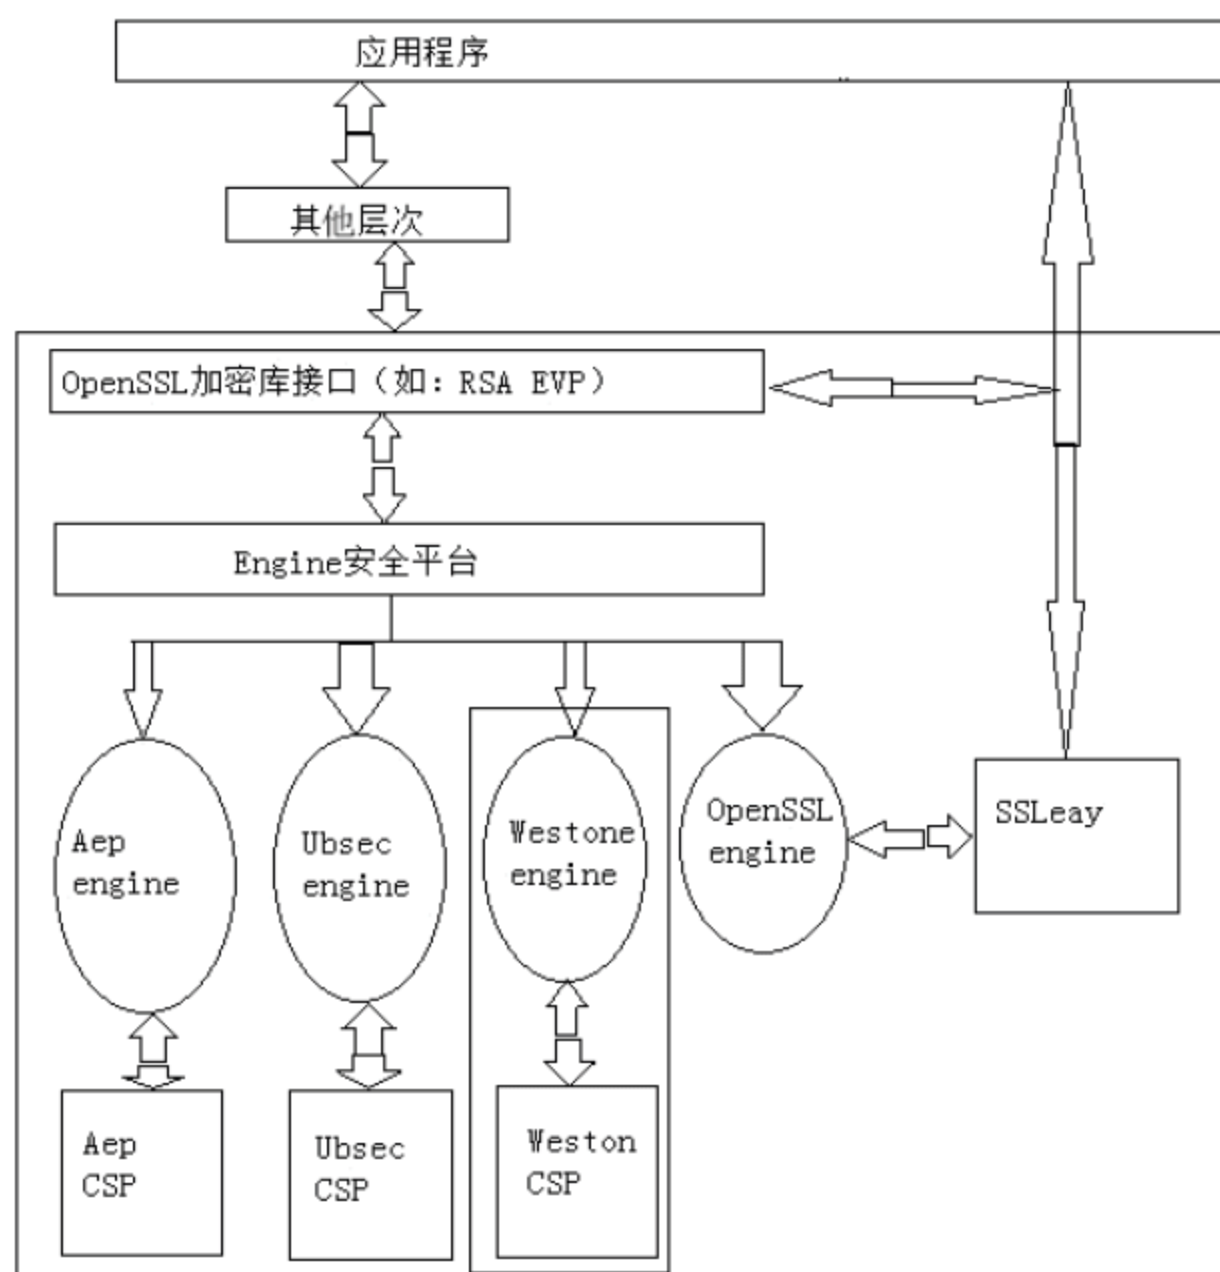 应用程序
其他层次
OpenSSL加密库接口（如：RSA EVP）
Engine安全平台
Aep
engine
Ubsec
engine
Westone
engine
OpenSSL
engine
SSLeay
Aep
CSP
Ubsec
CSP
Weston
CSP